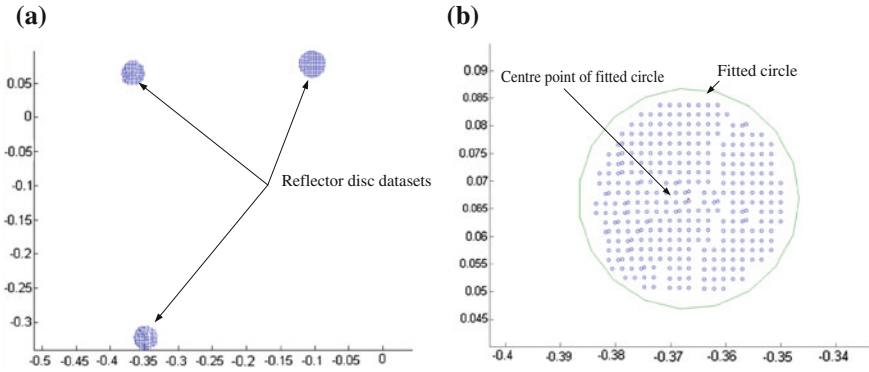 (a)
0.05
0
-0.05
-0.1
-0.15
-0.2
-0.25
-0.3
-0.5 -0.45 -0.4 -0.35 -0.3 -0.25 -0.2 -0.15 -0.1 -0.05 0
Reflector disc datasets
(b)
0.09
0.085
0.08
0.075
0.07
0.065
0.06
0.055
0.05
0.045
-0.4 -0.39 -0.38 -0.37 -0.36 -0.35 -0.34
Centre point of fitted circle
Fitted circle